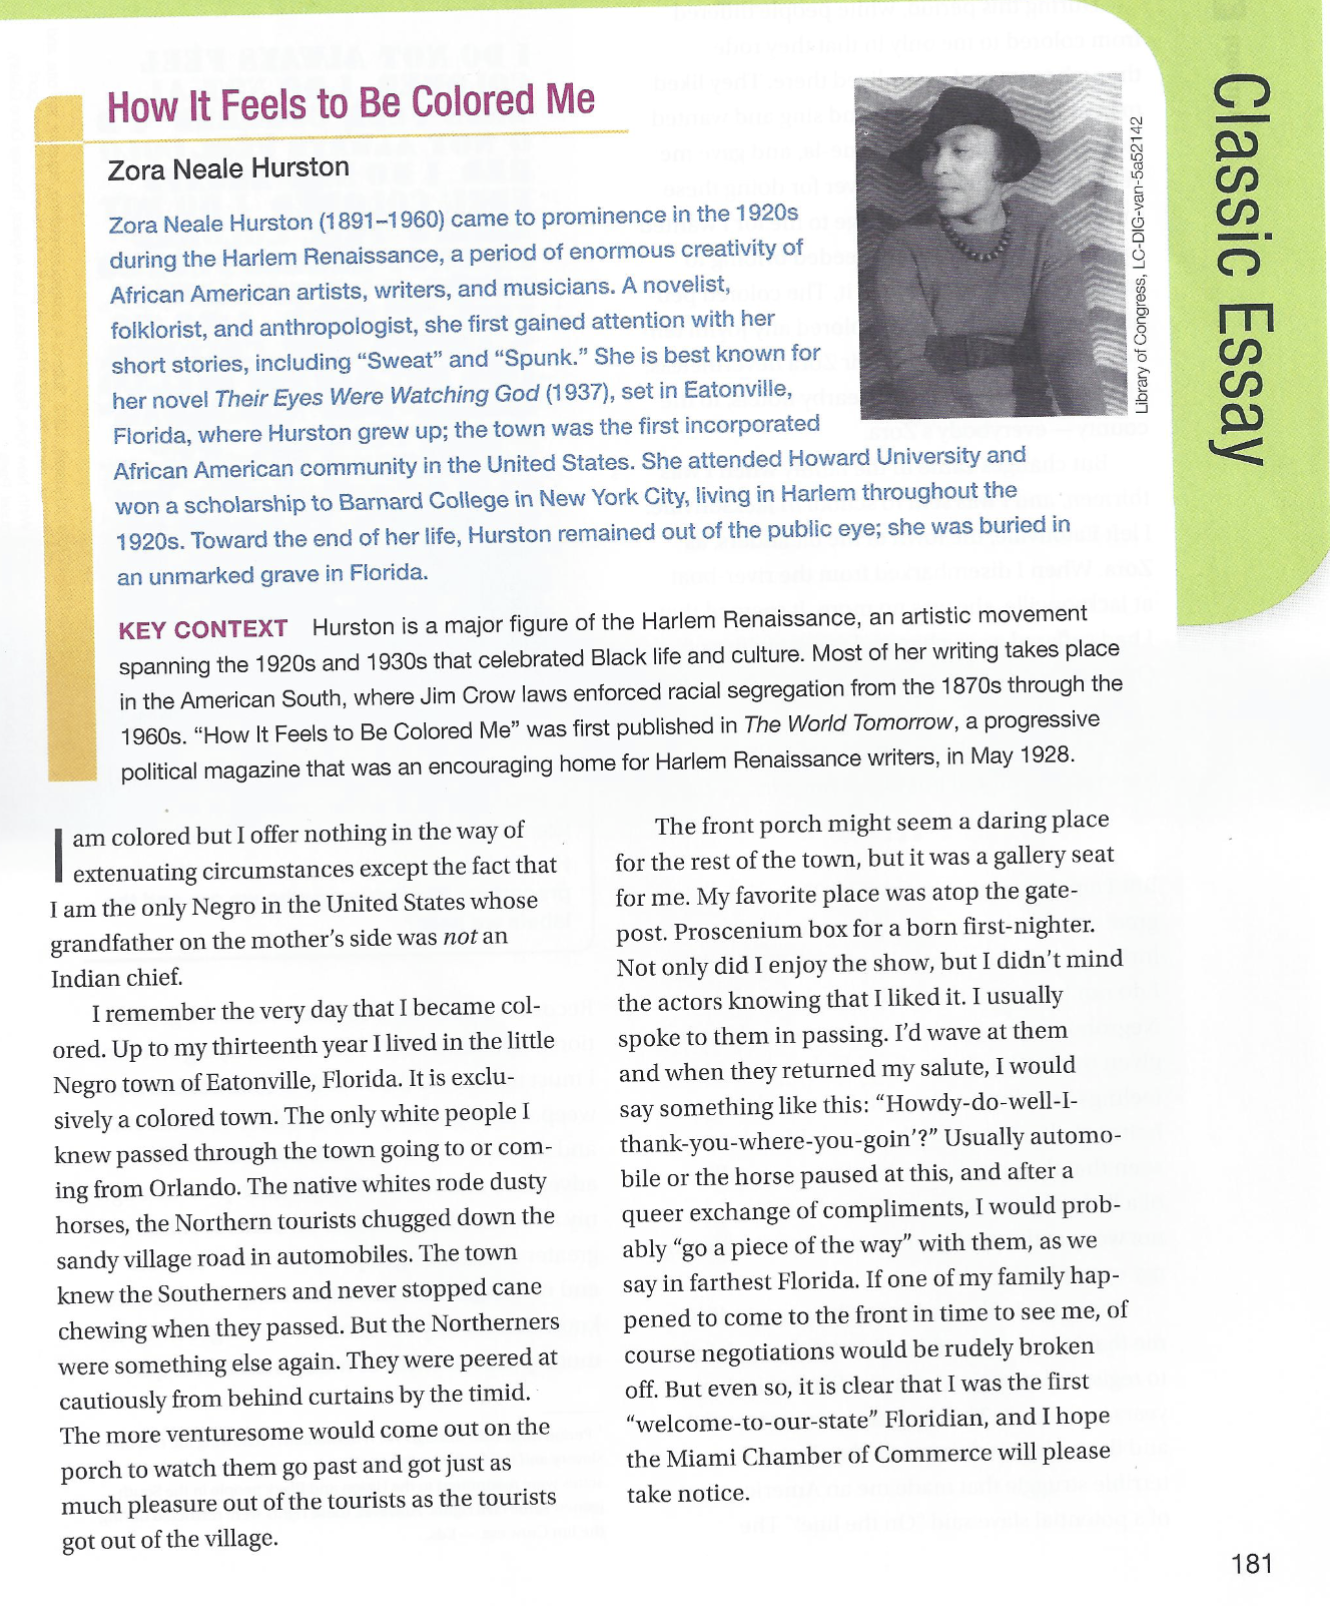 How It Feels to Be Colored Me
Zora Neale Hurston
Zora Neale Hurston (1891–1960) came to prominence in the 1920s
during the Harlem Renaissance, a period of enormous creativity of
African American artists, writers, and musicians. A novelist,
folklorist, and anthropologist, she first gained attention with her
short stories, including “Sweat” and “Spunk.” She is best known for
her novel Their Eyes Were Watching God (1937), set in Eatonville,
Florida, where Hurston grew up; the town was the first incorporated
African American community in the United States. She attended Howard University and
won a scholarship to Barnard College in New York City, living in Harlem throughout the
1920s. Toward the end of her life, Hurston remained out of the public eye; she was buried in
an unmarked grave in Florida.
Library of Congress, LC-DIG-van-5a52142
Classic Essay
KEY CONTEXT Hurston is a major figure of the Harlem Renaissance, an artistic movement
spanning the 1920s and 1930s that celebrated Black life and culture. Most of her writing takes place
in the American South, where Jim Crow laws enforced racial segregation from the 1870s through the
1960s. “How It Feels to Be Colored Me” was first published in The World Tomorrow, a progressive
political magazine that was an encouraging home for Harlem Renaissance writers, in May 1928.
I am colored but I offer nothing in the way of
extenuating circumstances except the fact that
I am the only Negro in the United States whose
grandfather on the mother’s side was not an
Indian chief.
I remember the very day that I became col-
ored. Up to my thirteenth year I lived in the little
Negro town of Eatonville, Florida. It is exclu-
sively a colored town. The only white people I
knew passed through the town going to or com-
ing from Orlando. The native whites rode dusty
horses, the Northern tourists chugged down the
sandy village road in automobiles. The town
knew the Southerners and never stopped cane
chewing when they passed. But the Northerners
were something else again. They were peered at
cautiously from behind curtains by the timid.
The more venturesome would come out on the
porch to watch them go past and got just as
much pleasure out of the tourists as the tourists
got out of the village.
The front porch might seem a daring place
for the rest of the town, but it was a gallery seat
for me. My favorite place was atop the gate-
post. Proscenium box for a born first-nighter.
Not only did I enjoy the show, but I didn’t mind
the actors knowing that I liked it. I usually
spoke to them in passing. I’d wave at them
and when they returned my salute, I would
say something like this: “Howdy-do-well-I-
thank-you-where-you-goin’?” Usually automo-
bile or the horse paused at this, and after a
queer exchange of compliments, I would prob-
ably “go a piece of the way” with them, as we
say in farthest Florida. If one of my family hap-
pened to come to the front in time to see me, of
course negotiations would be rudely broken
off. But even so, it is clear that I was the first
“welcome-to-our-state” Floridian, and I hope
the Miami Chamber of Commerce will please
take notice.
181